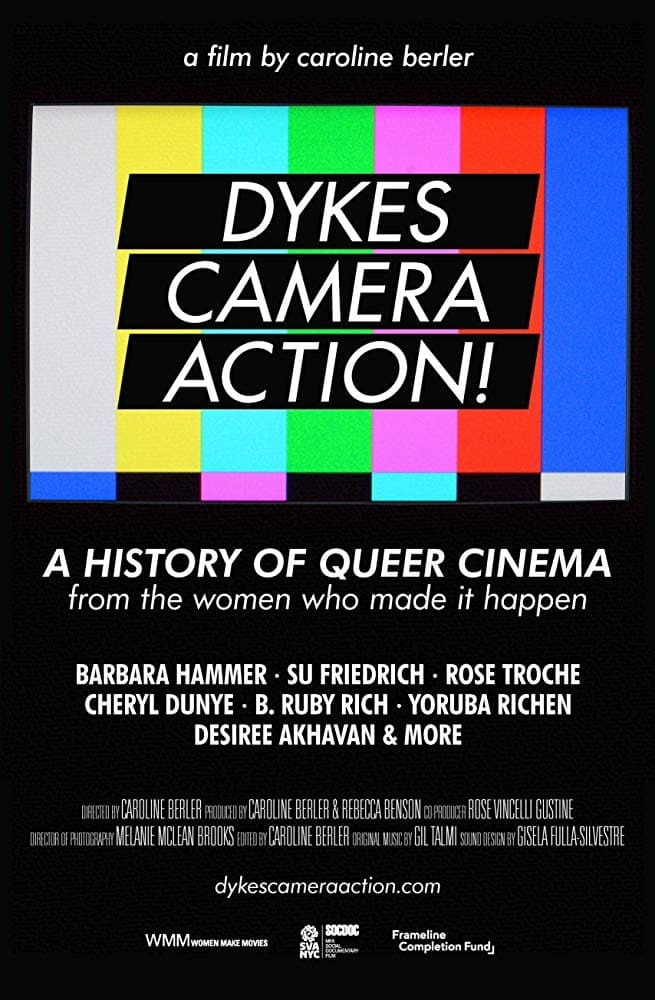 a film by caroline berler
DYKES
CAMERA
ACTION!
A HISTORY OF QUEER CINEMA
from the women who made it happen
BARBARA HAMMER · SU FRIEDRICH · ROSE TROCHE
CHERYL DUNYE · B. RUBY RICH · YORUBA RICHEN
DESIREE AKHAVAN & MORE
DIRECTED BY CAROLINE BERLER PRODUCED BY CAROLINE BERLER & REBECCA BENSON CO PRODUCER ROSE VINCELLI GUSTINE
DIRECTOR OF PHOTOGRAPHY MELANIE MCLEAN BROOKS EDITED BY CAROLINE BERLER ORIGINAL MUSIC BY GIL TALMI SOUND DESIGN BY GISELA FULLA-SILVESTRE
dykescameraaction.com
WMM WOMEN MAKE MOVIES
SVA
NYC
SOCDOC
MFA
SOCIAL
DOCUMENTARY
FILM
Frameline
Completion Fund